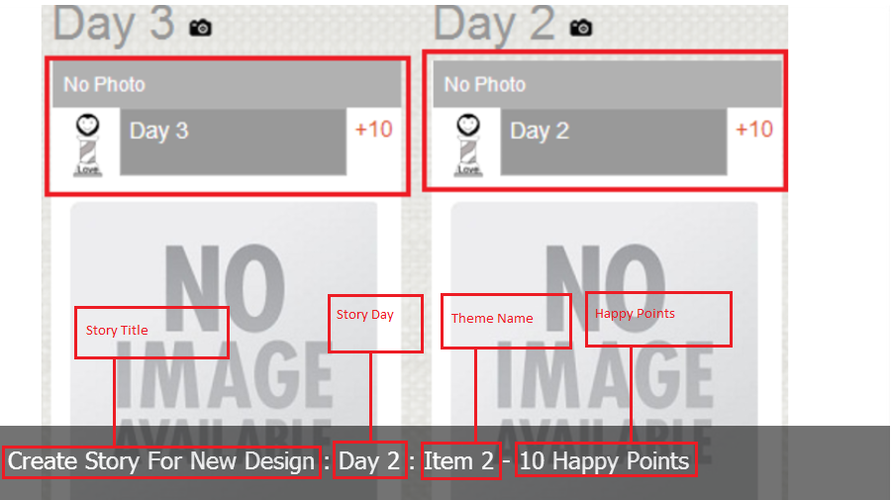 Day 3
Day 2
No Photo
No Photo
Day 3
+10
Day 2
+10
Love
Love
NO
IMAGE
AVAILABLE
NO
IMAGE
AVAILABLE
Story Title
Story Day
Theme Name
Happy Points
Create Story For New Design : Day 2 : Item 2 - 10 Happy Points